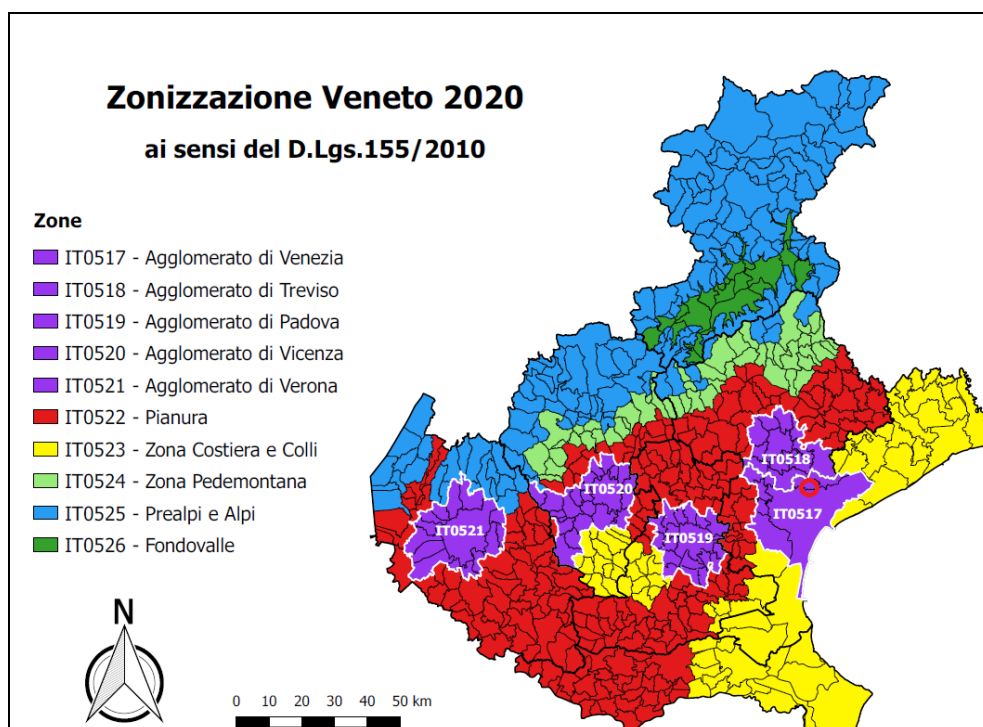 Zonizzazione Veneto 2020
ai sensi del D.Lgs.155/2010
Zone
IT0517 - Agglomerato di Venezia
IT0518 - Agglomerato di Treviso
IT0519 - Agglomerato di Padova
IT0520 - Agglomerato di Vicenza
IT0521 - Agglomerato di Verona
IT0522 - Pianura
IT0523 - Zona Costiera e Colli
IT0524 - Zona Pedemontana
IT0525 - Prealpi e Alpi
IT0526 - Fondovalle
IT0518
IT0520
IT0517
IT0521
IT0519
N
0 10 20 30 40 50 km